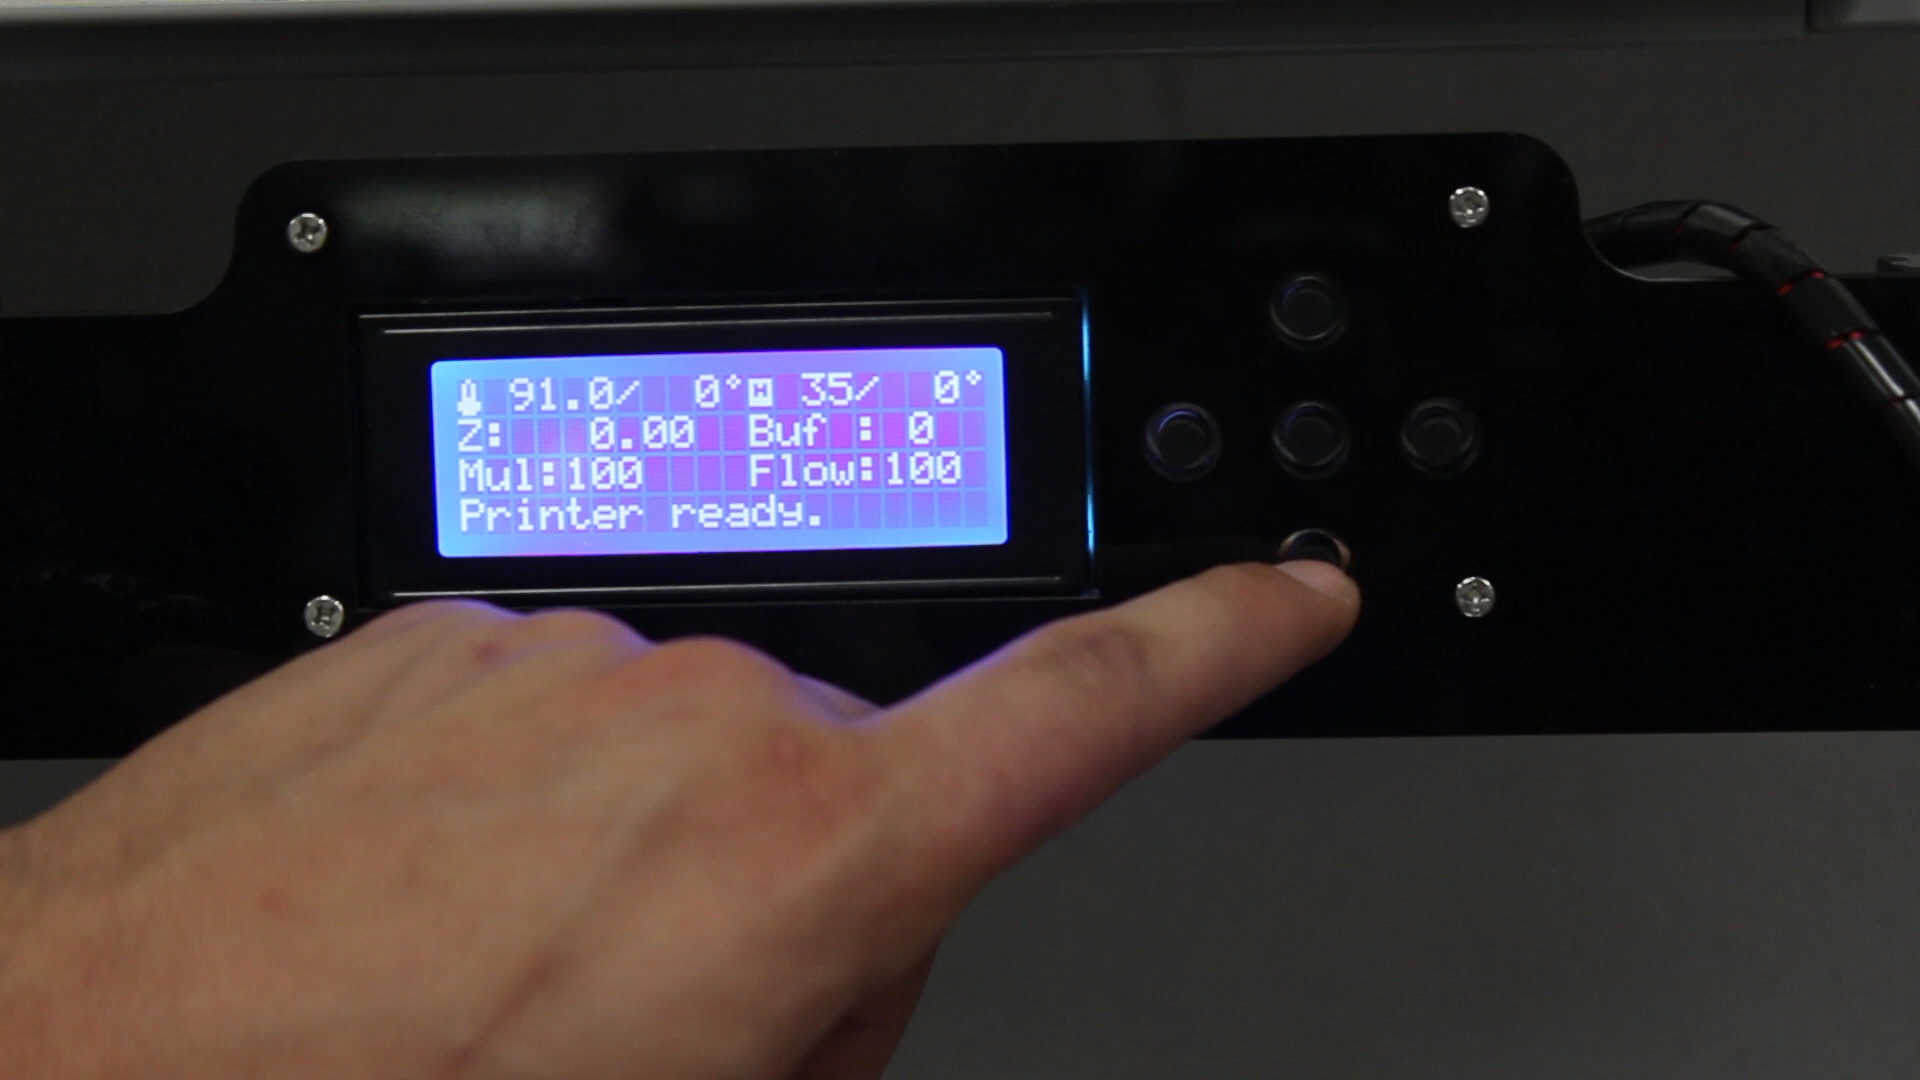 91.0/ 0° 35/ 0°
Z: 0.00 Buf : 0
Mul:100 Flow:100
Printer ready.